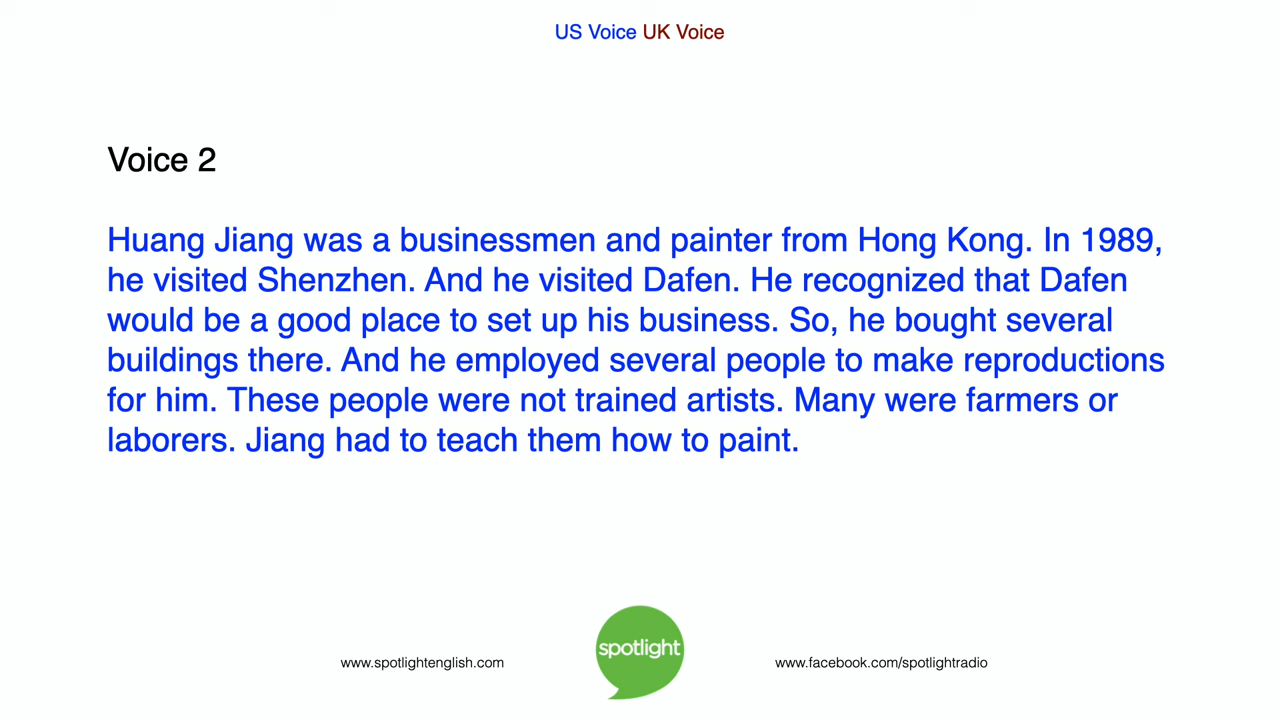 US Voice UK Voice
Voice 2
Huang Jiang was a businessmen and painter from Hong Kong. In 1989,
he visited Shenzhen. And he visited Dafen. He recognized that Dafen
would be a good place to set up his business. So, he bought several
buildings there. And he employed several people to make reproductions
for him. These people were not trained artists. Many were farmers or
laborers. Jiang had to teach them how to paint.
spotlight
www.spotlightenglish.com
www.facebook.com/spotlightradio